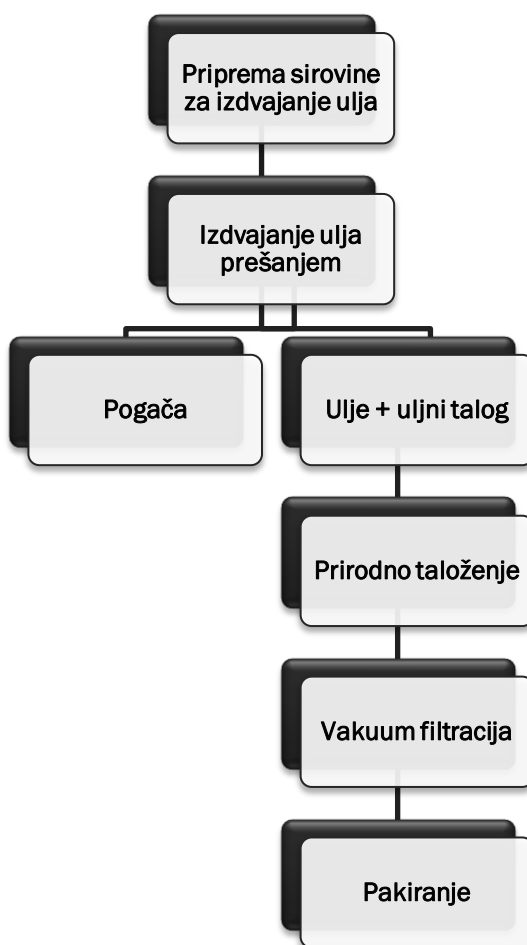 Priprema sirovine
za izdvajanje ulja
Izdvajanje ulja
prešanjem
Pogača
Ulje + uljni talog
Prirodno taloženje
Vakuum filtracija
Pakiranje